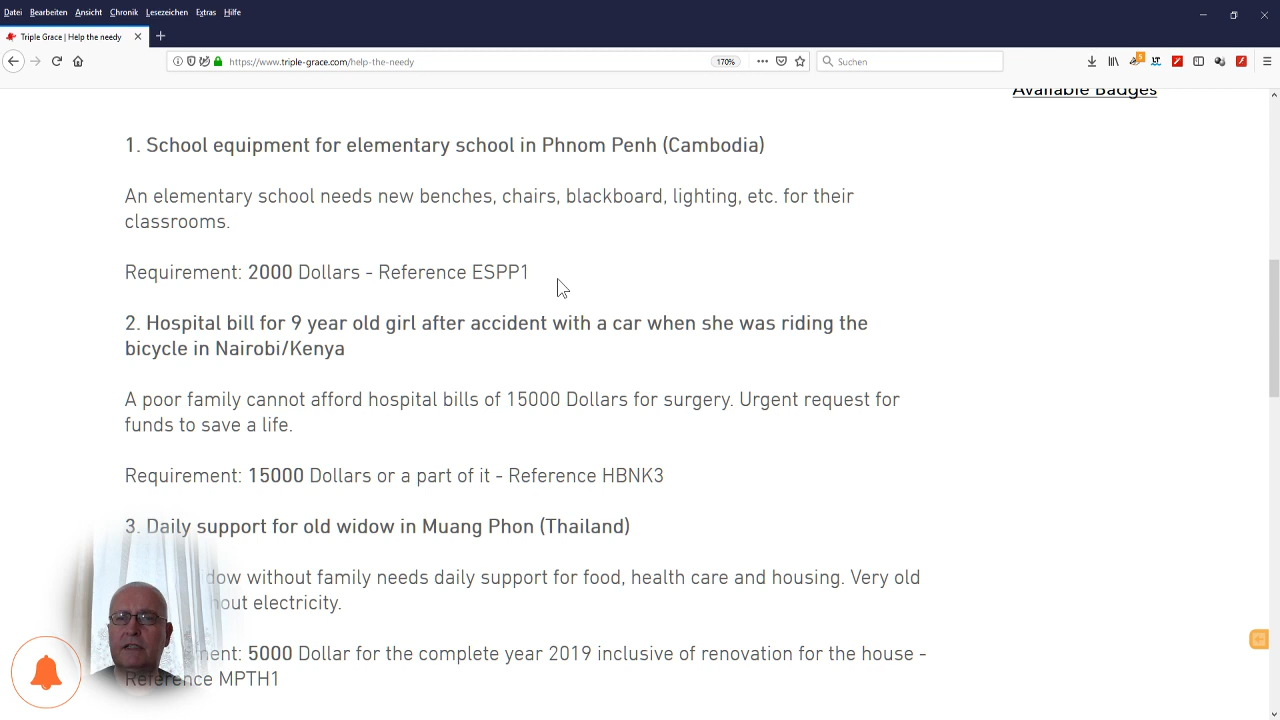 Datei Bearbeiten Ansicht Chronik Lesezeichen Extras Hilfe
Triple Grace | Help the needy
https://www.triple-grace.com/help-the-needy 170% Suchen
5
Available Badges
1. School equipment for elementary school in Phnom Penh (Cambodia)
An elementary school needs new benches, chairs, blackboard, lighting, etc. for their
classrooms.
Requirement: 2000 Dollars - Reference ESPP1
2. Hospital bill for 9 year old girl after accident with a car when she was riding the
bicycle in Nairobi/Kenya
A poor family cannot afford hospital bills of 15000 Dollars for surgery. Urgent request for
funds to save a life.
Requirement: 15000 Dollars or a part of it - Reference HBNK3
3. Daily support for old widow in Muang Phon (Thailand)
without family needs daily support for food, health care and housing. Very old
electricity.
5000 Dollar for the complete year 2019 inclusive of renovation for the house -
Reference MPTH1